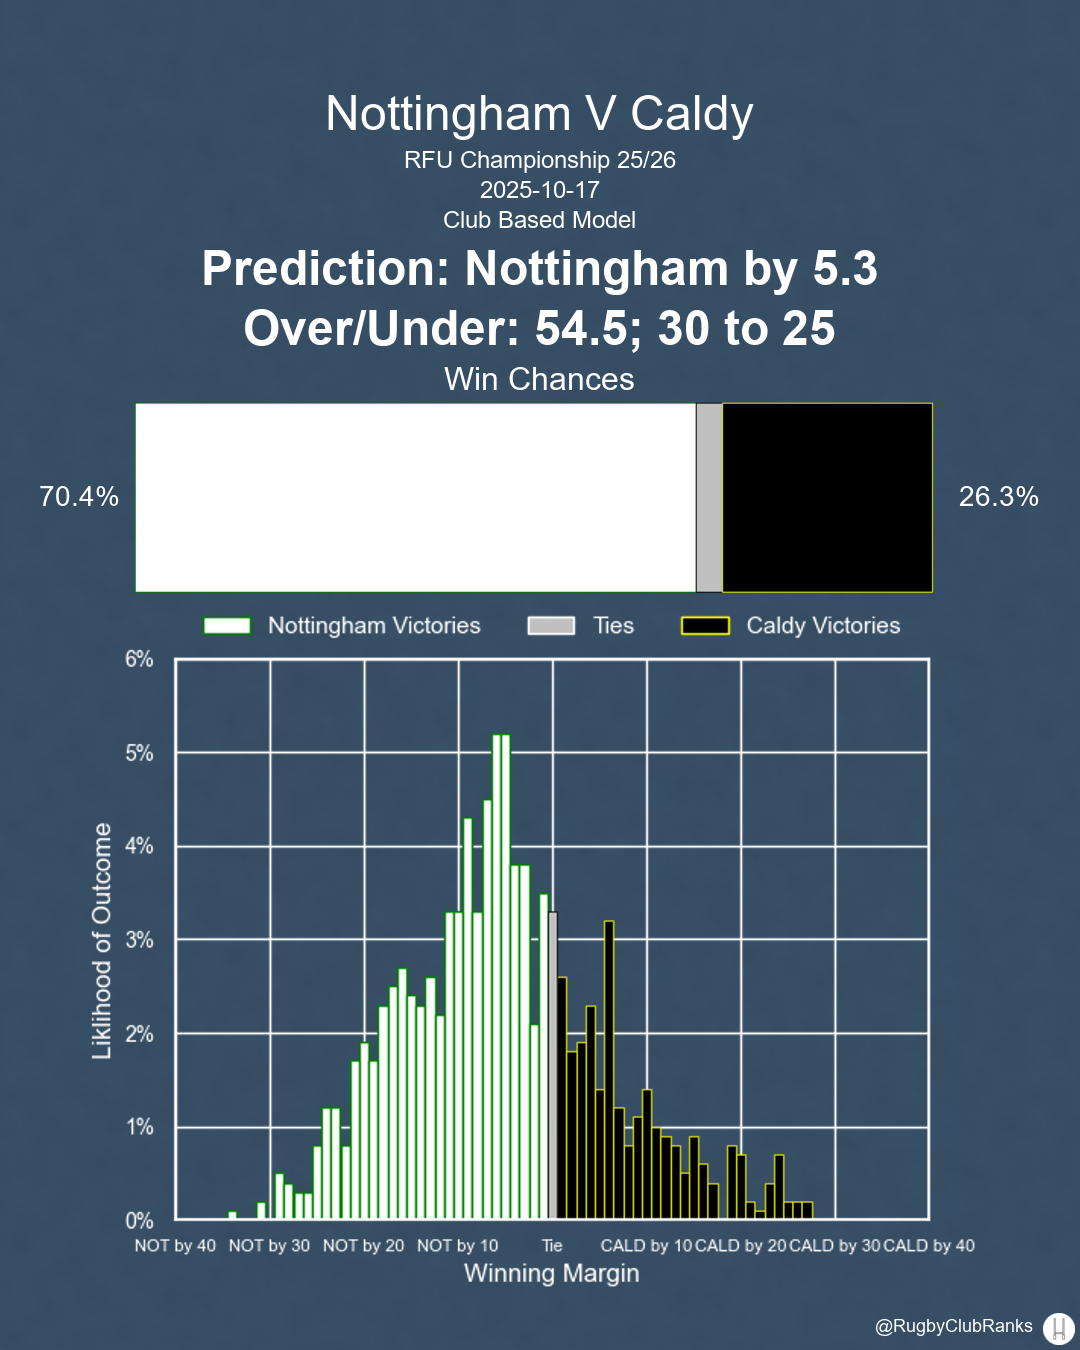 Nottingham V Caldy
RFU Championship 25/26
2025-10-17
Club Based Model
Prediction: Nottingham by 5.3
Over/Under: 54.5; 30 to 25
Win Chances
70.4%
26.3%
Nottingham Victories
Ties
Caldy Victories
6%
5%
4%
3%
2%
1%
0%
Liklihood of Outcome
NOT by 40 NOT by 30 NOT by 20 NOT by 10 Tie CALD by 10 CALD by 20 CALD by 30 CALD by 40
Winning Margin
@RugbyClubRanks